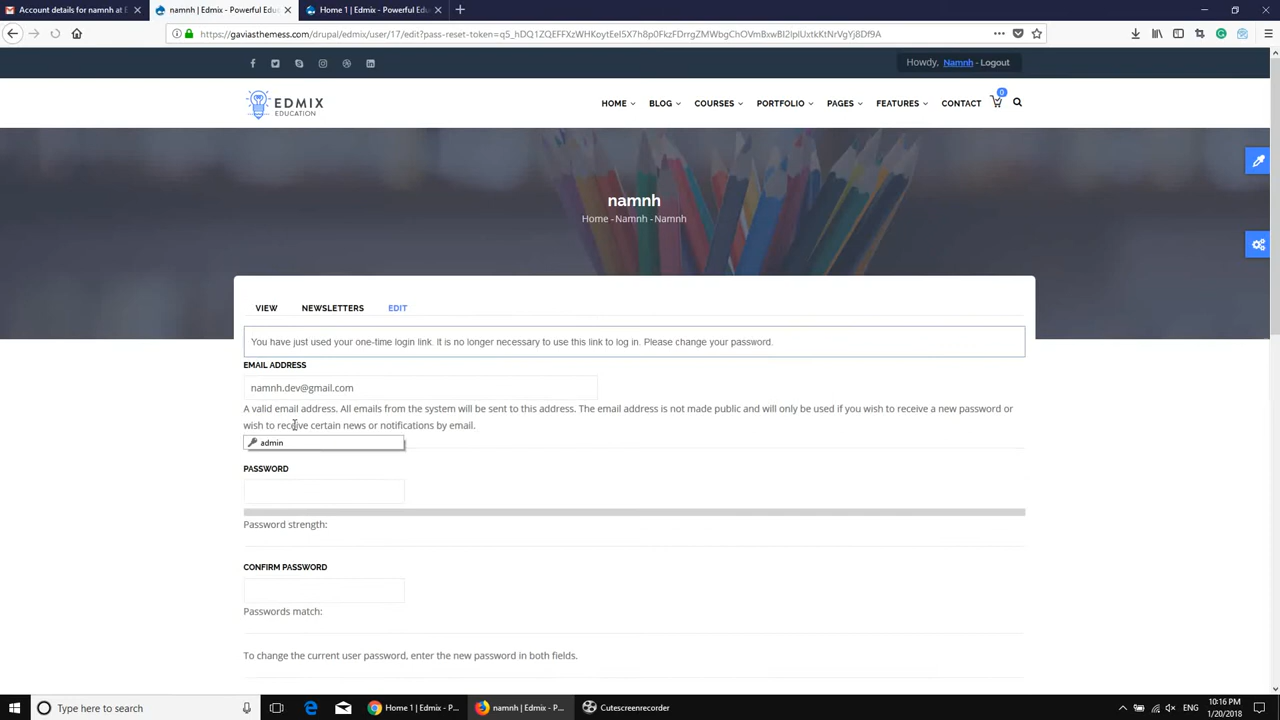 Account details for namnh at E
namnh | Edmix - Powerful Educ
Home 1 | Edmix - Powerful Edu
https://gaviasthemess.com/drupal/edmix/user/17/edit?pass-reset-token=
Howdy, Namnh - Logout
EDMIX
EDUCATION
HOME BLOG COURSES PORTFOLIO PAGES FEATURES CONTACT 0
namnh
Home - Namnh - Namnh
VIEW NEWSLETTERS EDIT
You have just used your one-time login link. It is no longer necessary to use this link to log in. Please change your password.
EMAIL ADDRESS
namnh.dev@gmail.com
A valid email address. All emails from the system will be sent to this address. The email address is not made public and will only be used if you wish to receive a new password or
wish to receive certain news or notifications by email.
admin
PASSWORD
Password strength:
CONFIRM PASSWORD
Passwords match:
To change the current user password, enter the new password in both fields.
Type here to search
Home 1 | Edmix - P...
namnh | Edmix - P...
Cutescreenrecorder
ENG
10:16 PM
1/20/2018